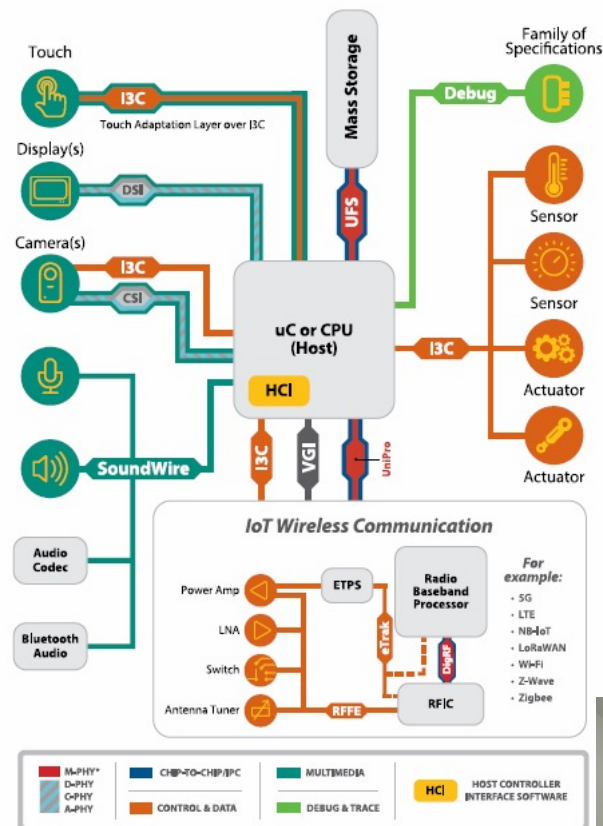 Touch
I3C
Touch Adaptation Layer over I3C
Display(s)
DSI
Camera(s)
I3C
CSI
SoundWire
Audio
Codec
Bluetooth
Audio
Mass Storage
UFS
uC or CPU
(Host)
HCI
Debug
Family of
Specifications
Sensor
Sensor
I3C
Actuator
Actuator
I3C
VGI
UniPro
IoT Wireless Communication
Power Amp
LNA
Switch
Antenna Tuner
ETPS
eTrak
Radio
Baseband
Processor
DigRF
RFIC
RFFE
For
example:
• 5G
• LTE
• NB-IoT
• LoRaWAN
• Wi-Fi
• Z-Wave
• Zigbee
M-PHY*
D-PHY
C-PHY
A-PHY
CHIP-TO-CHIP/IPC
CONTROL & DATA
MULTIMEDIA
DEBUG & TRACE
HCI
HOST CONTROLLER
INTERFACE SOFTWARE